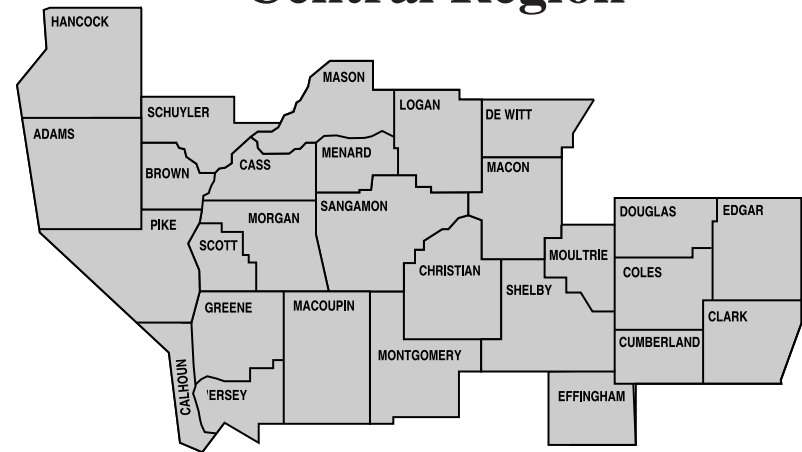 Central Region
HANCOCK
MASON
LOGAN
SCHUYLER
DE WITT
ADAMS
MENARD
CASS
MACON
BROWN
SANGAMON
DOUGLAS
EDGAR
PIKE
MORGAN
SCOTT
MOULTRIE
CHRISTIAN
COLES
SHELBY
GREENE
MACOUPIN
CLARK
CUMBERLAND
MONTGOMERY
CALHOUN
'ERSEY
EFFINGHAM